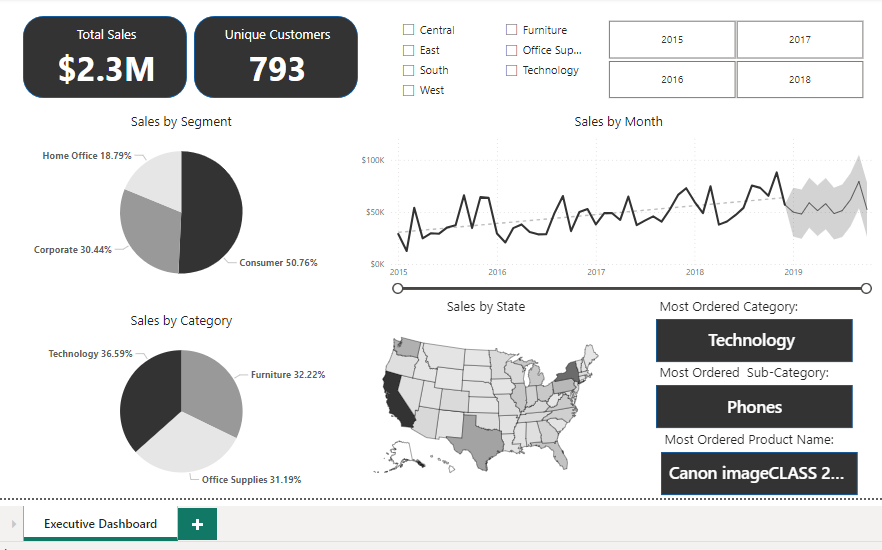 Total Sales
$2.3M
Unique Customers
793
Central
East
South
West
Furniture
Office Sup...
Technology
2015
2017
2016
2018
Sales by Segment
Home Office 18.79%
Corporate 30.44%
Consumer 50.76%
Sales by Month
$100K
$50K
$0K
2015 2016 2017 2018 2019
Sales by Category
Technology 36.59%
Furniture 32.22%
Office Supplies 31.19%
Sales by State
Most Ordered Category:
Technology
Most Ordered Sub-Category:
Phones
Most Ordered Product Name:
Canon imageCLASS 2...
Executive Dashboard
+